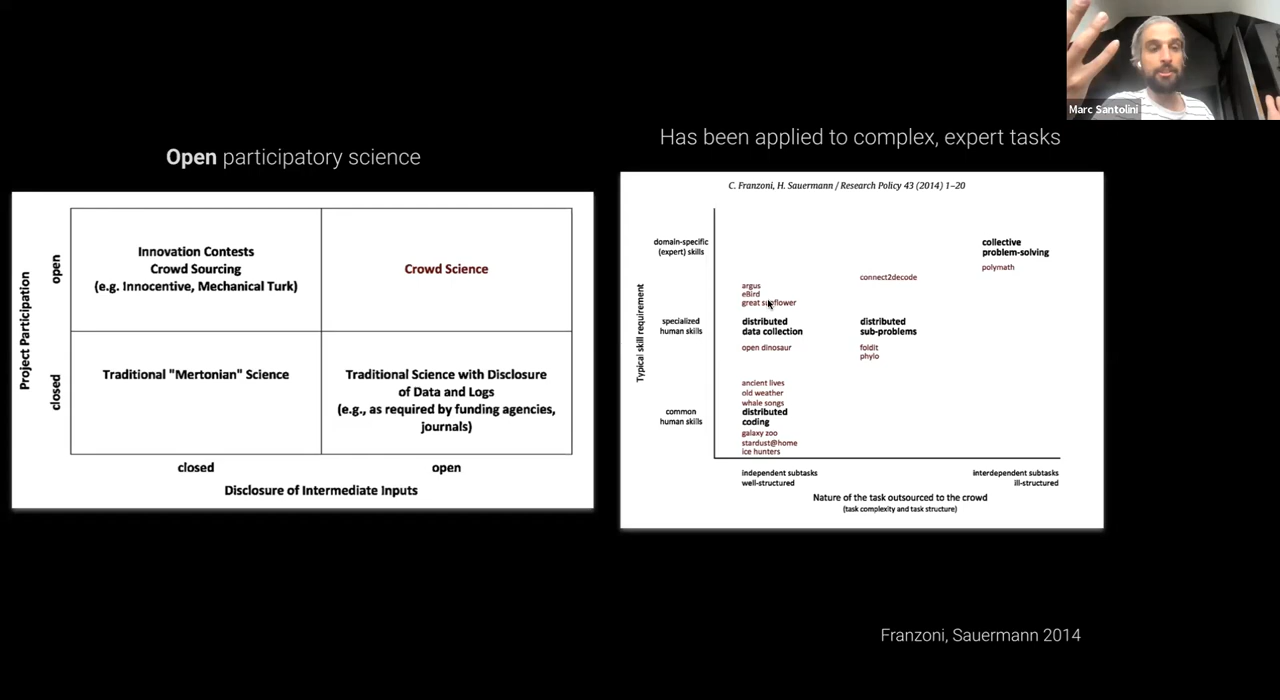 Marc Santolini
Open participatory science
Has been applied to complex, expert tasks
Project Participation
open
closed
Innovation Contests
Crowd Sourcing
(e.g. Innocentive, Mechanical Turk)
Crowd Science
Traditional "Mertonian" Science
Traditional Science with Disclosure
of Data and Logs
(e.g., as required by funding agencies,
journals)
closed
open
Disclosure of Intermediate Inputs
C. Franzoni, H. Sauermann / Research Policy 43 (2014) 1–20
Typical skill requirement
domain-specific
(expert) skills
specialized
human skills
common
human skills
collective
problem-solving
polymath
connect2decode
argus
eBird
great sunflower
distributed
data collection
open dinosaur
distributed
sub-problems
foldit
phylo
ancient lives
old weather
whale songs
distributed
coding
galaxy zoo
stardust@home
ice hunters
independent subtasks
well-structured
interdependent subtasks
ill-structured
Nature of the task outsourced to the crowd
(task complexity and task structure)
Franzoni, Sauermann 2014